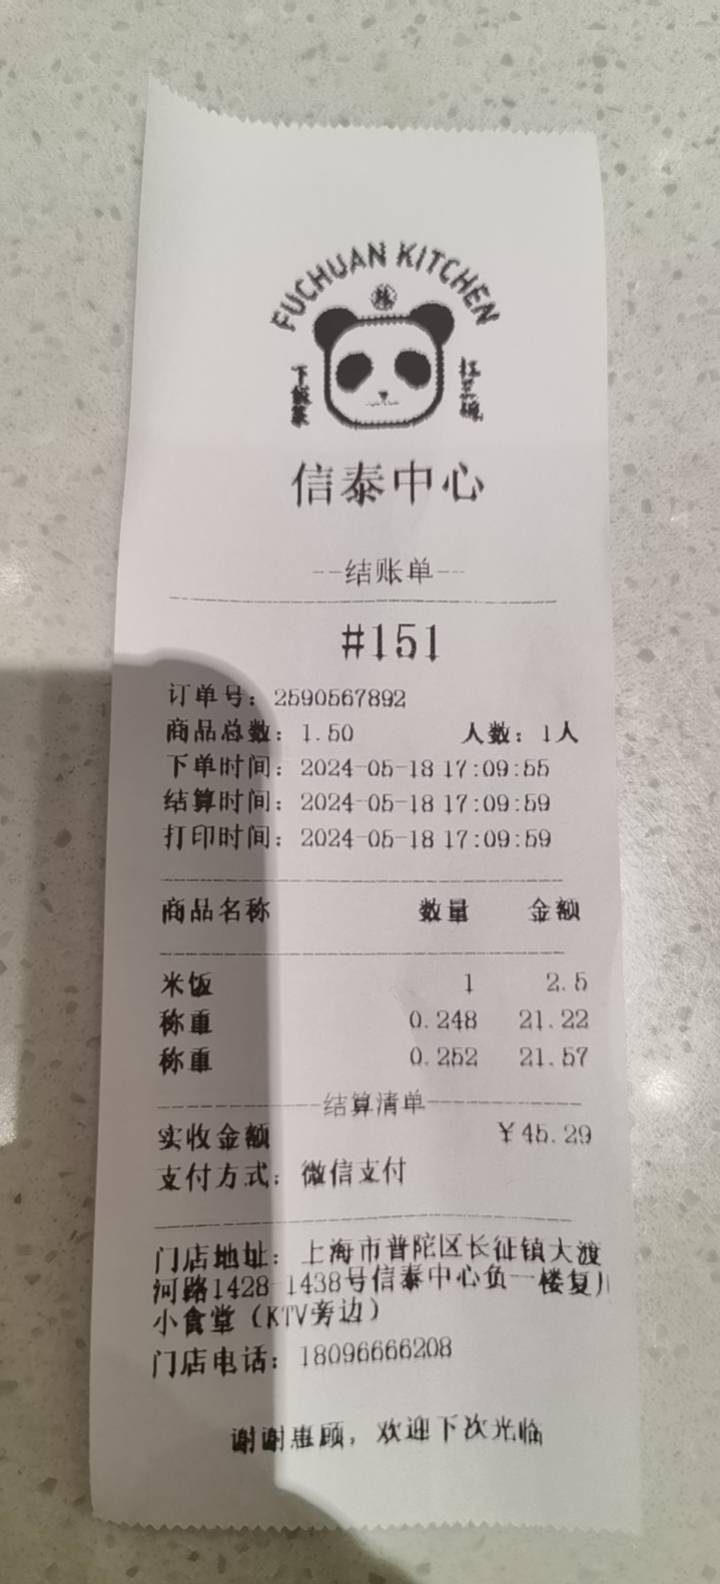 FUCHUAN KITCHEN
下饭菜
信泰中心
--结账单--
#151
订单号：2590567892
商品总数：1.50 人数：1人
下单时间：2024-05-18 17:09:55
结算时间：2024-05-18 17:09:59
打印时间：2024-05-18 17:09:59
商品名称 数量 金额
米饭 1 2.5
称重 0.248 21.22
称重 0.252 21.57
结算清单
实收金额 ￥45.29
支付方式：微信支付
门店地址：上海市普陀区长征镇大渡
河路1428-1438号信泰中心负一楼复川
小食堂（KTV旁边）
门店电话：18096666208
谢谢惠顾，欢迎下次光临